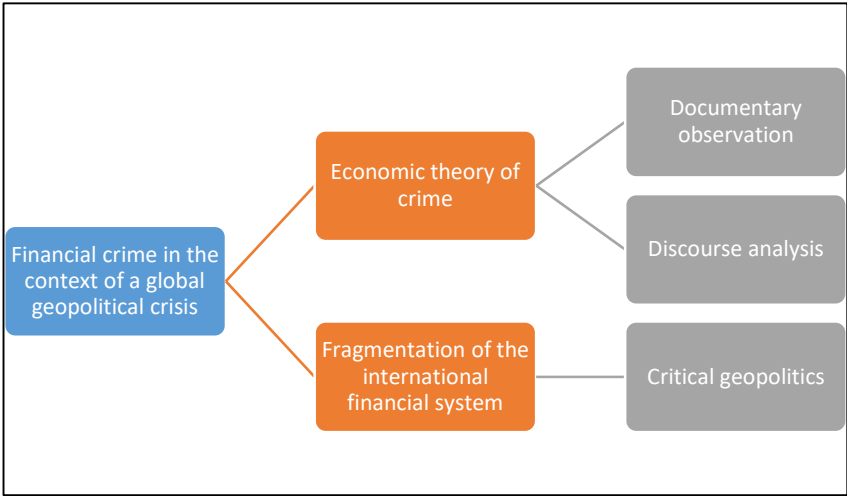 Financial crime in the
context of a global
geopolitical crisis
Economic theory of
crime
Fragmentation of the
international
financial system
Documentary
observation
Discourse analysis
Critical geopolitics